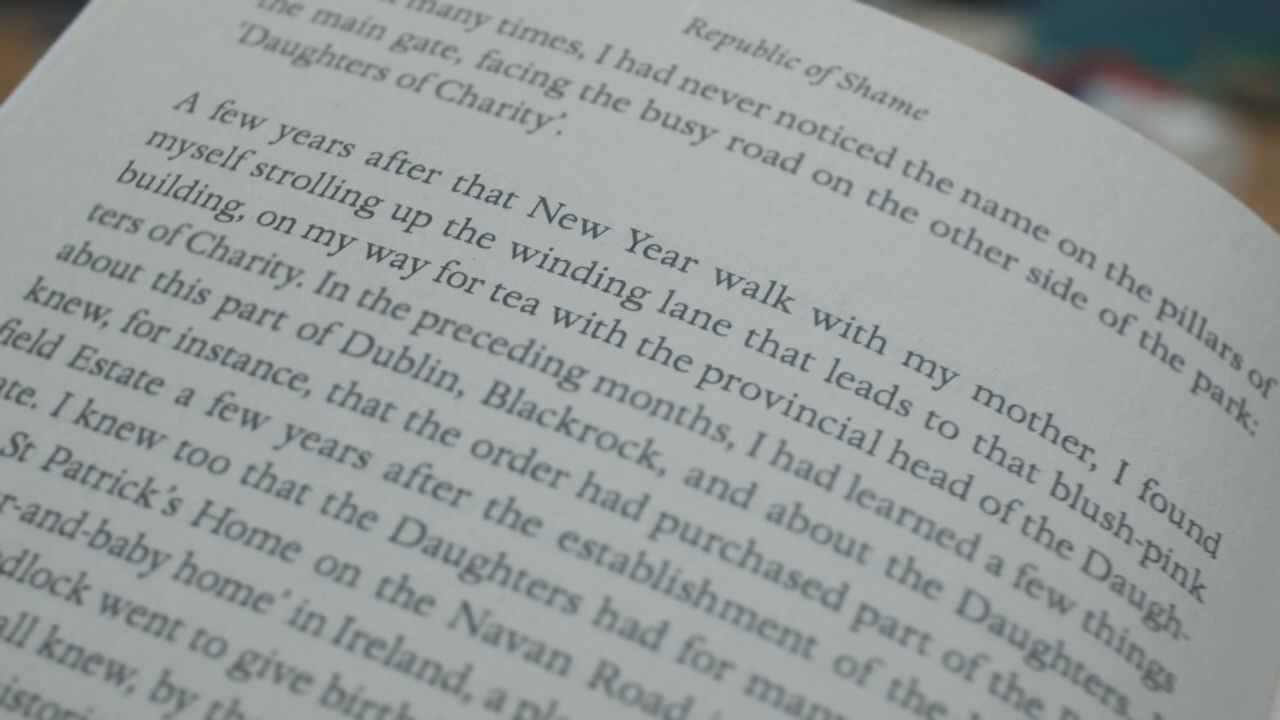 Republic of Shame
many times, I had never noticed the name on the pillars of
the main gate, facing the busy road on the other side of the park:
'Daughters of Charity'.
A few years after that New Year walk with my mother, I found
myself strolling up the winding lane that leads to that blush-pink
building, on my way for tea with the provincial head of the Daugh-
ters of Charity. In the preceding months, I had learned a few things
about this part of Dublin, Blackrock, and about the Daughters.
knew, for instance, that the order had purchased part of the
field Estate a few years after the establishment of the
ate. I knew too that the Daughters had for many
St Patrick's Home on the Navan Road
r-and-baby home' in Ireland, a pl
dlock went to give birth
all knew, by the
istori